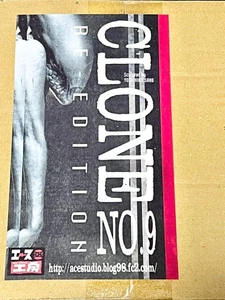 CLONE
NO.9
RE EDITION
エース
工房
http://acestudio.blog98.fc2.com/